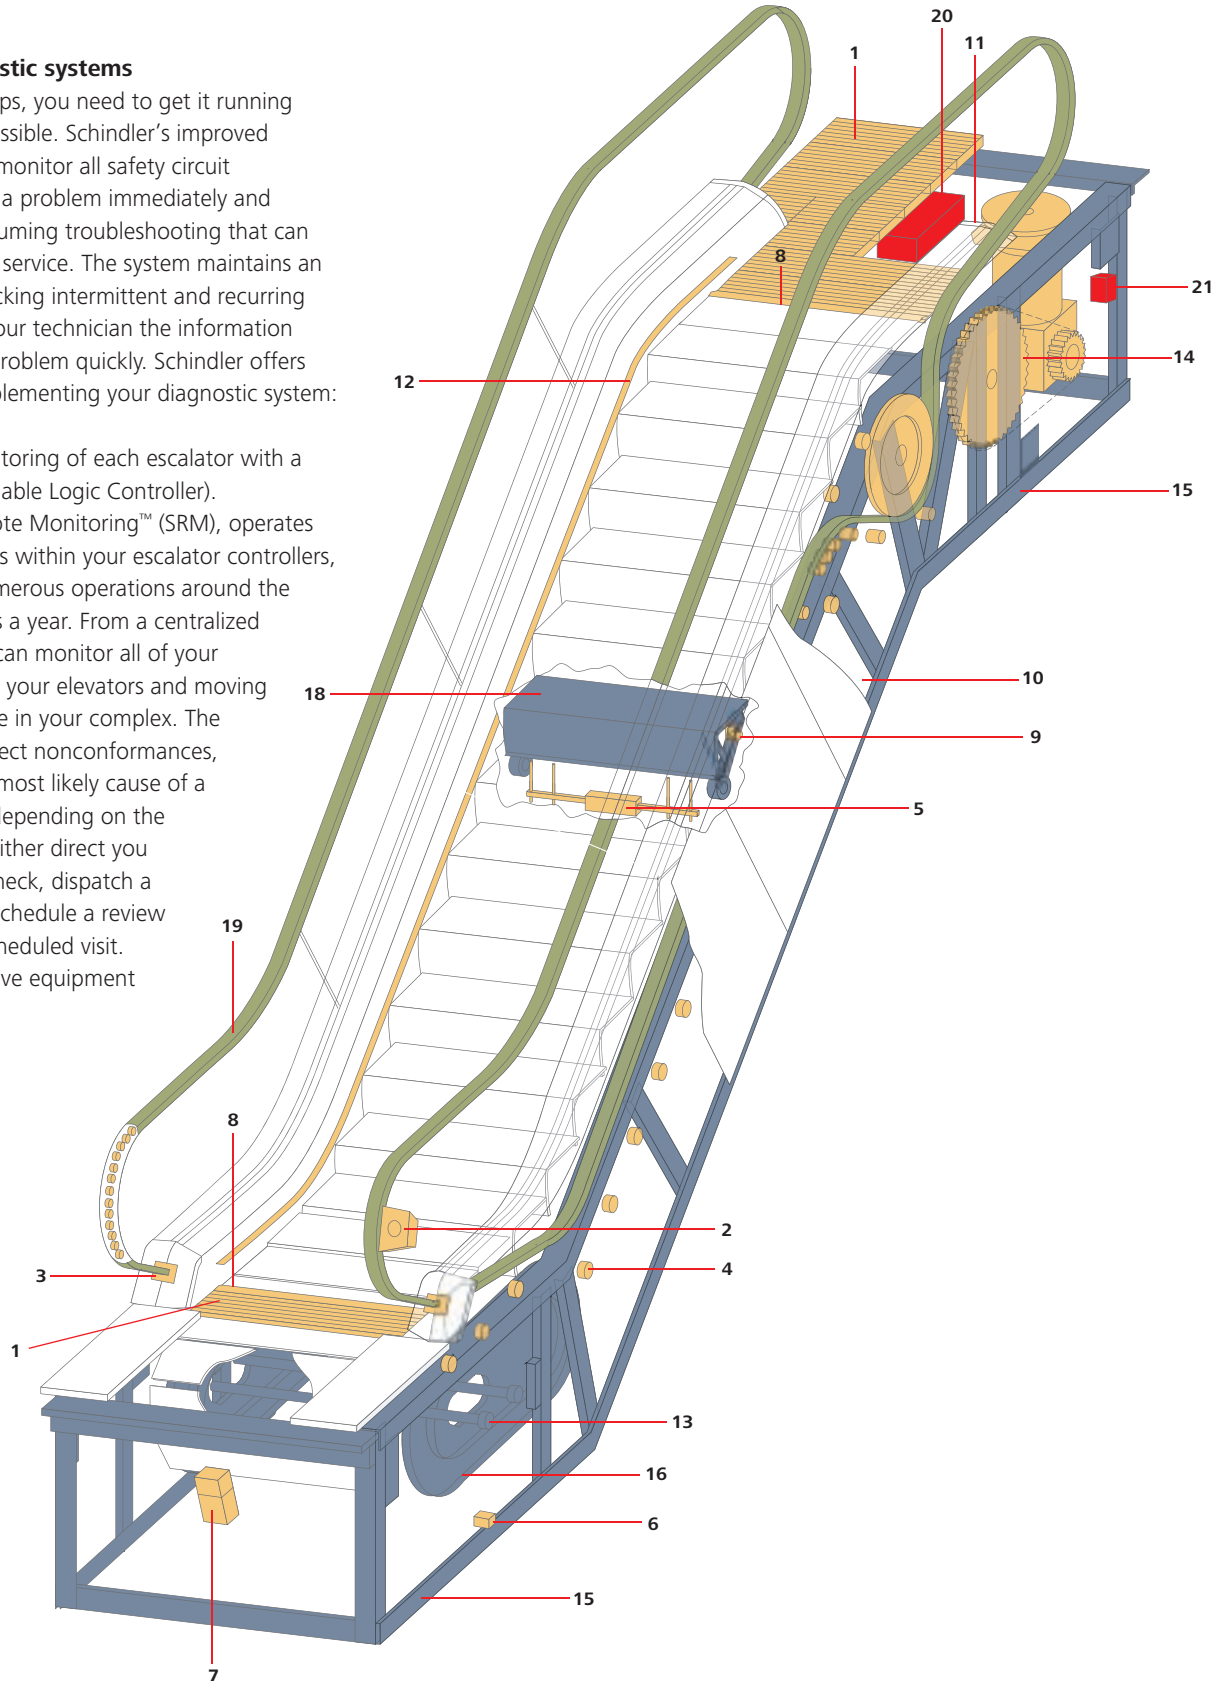 stic systems
ps, you need to get it running
ssible. Schindler’s improved
monitor all safety circuit
a problem immediately and
uming troubleshooting that can
service. The system maintains an
cking intermittent and recurring
our technician the information
roblem quickly. Schindler offers
plementing your diagnostic system:
toring of each escalator with a
able Logic Controller).
ote Monitoring™ (SRM), operates
s within your escalator controllers,
umerous operations around the
s a year. From a centralized
can monitor all of your
your elevators and moving
e in your complex. The
ect nonconformances,
most likely cause of a
depending on the
ither direct you
heck, dispatch a
schedule a review
heduled visit.
ve equipment
20
11
1
8
21
14
12
15
10
18
9
5
19
8
2
3
4
1
13
16
6
15
7